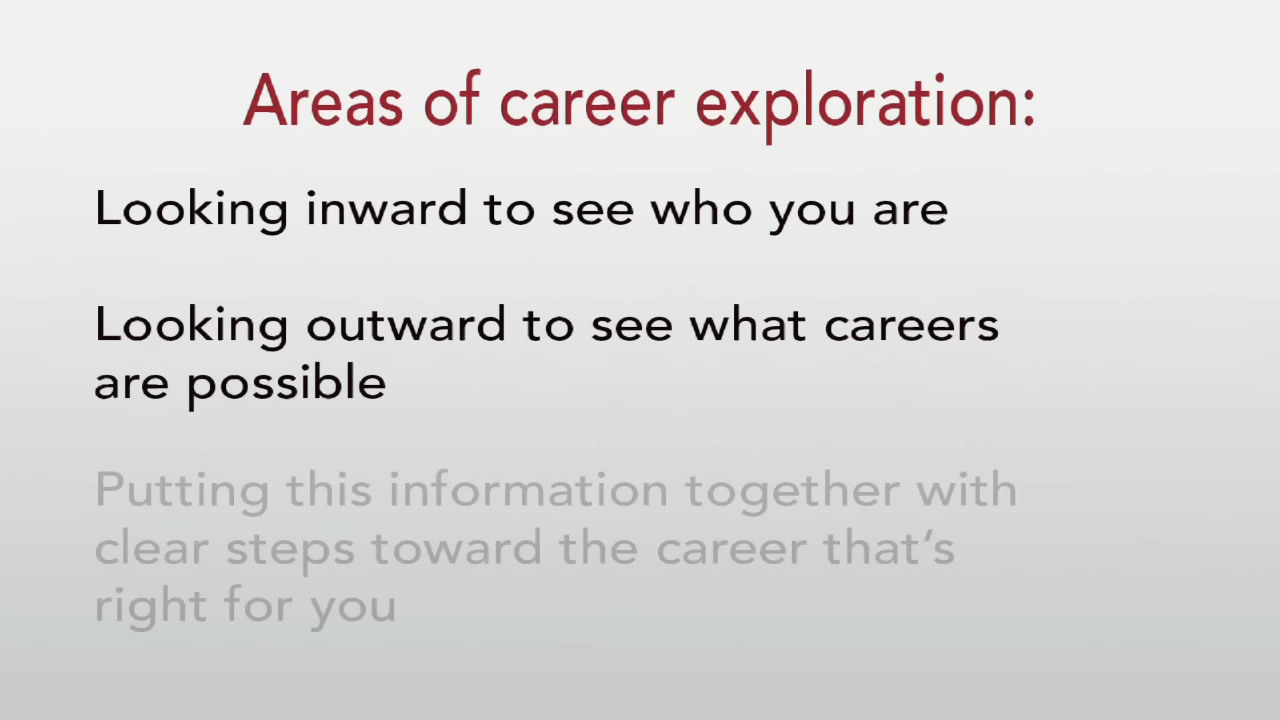 Areas of career exploration:
Looking inward to see who you are
Looking outward to see what careers
are possible
Putting this information together with
clear steps toward the career that’s
right for you